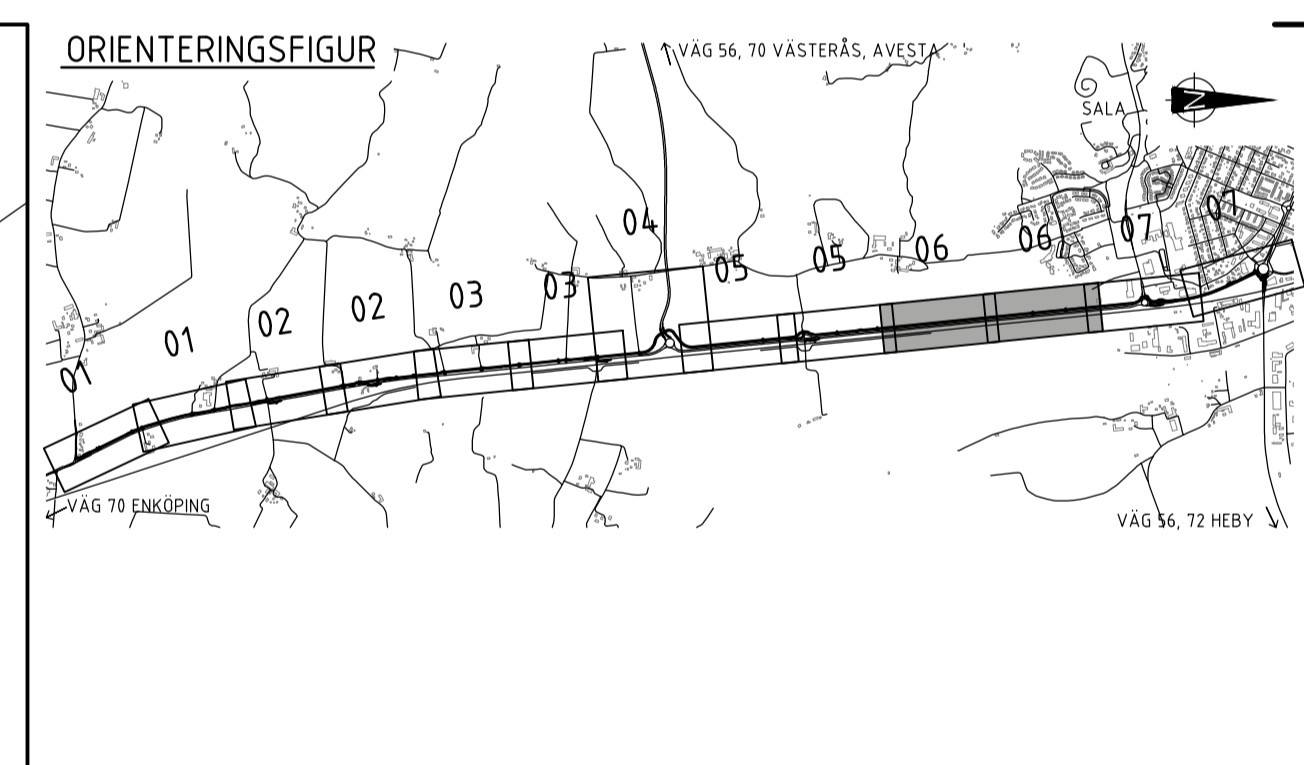 ORIENTERINGSFIGUR
VÄG 56, 70 VÄSTERÅS, AVESTA
SALA
N
01
01
02
02
03
03
04
05
05
06
06
07
07
VÄG 70 ENKÖPING
VÄG 56, 72 HEBY